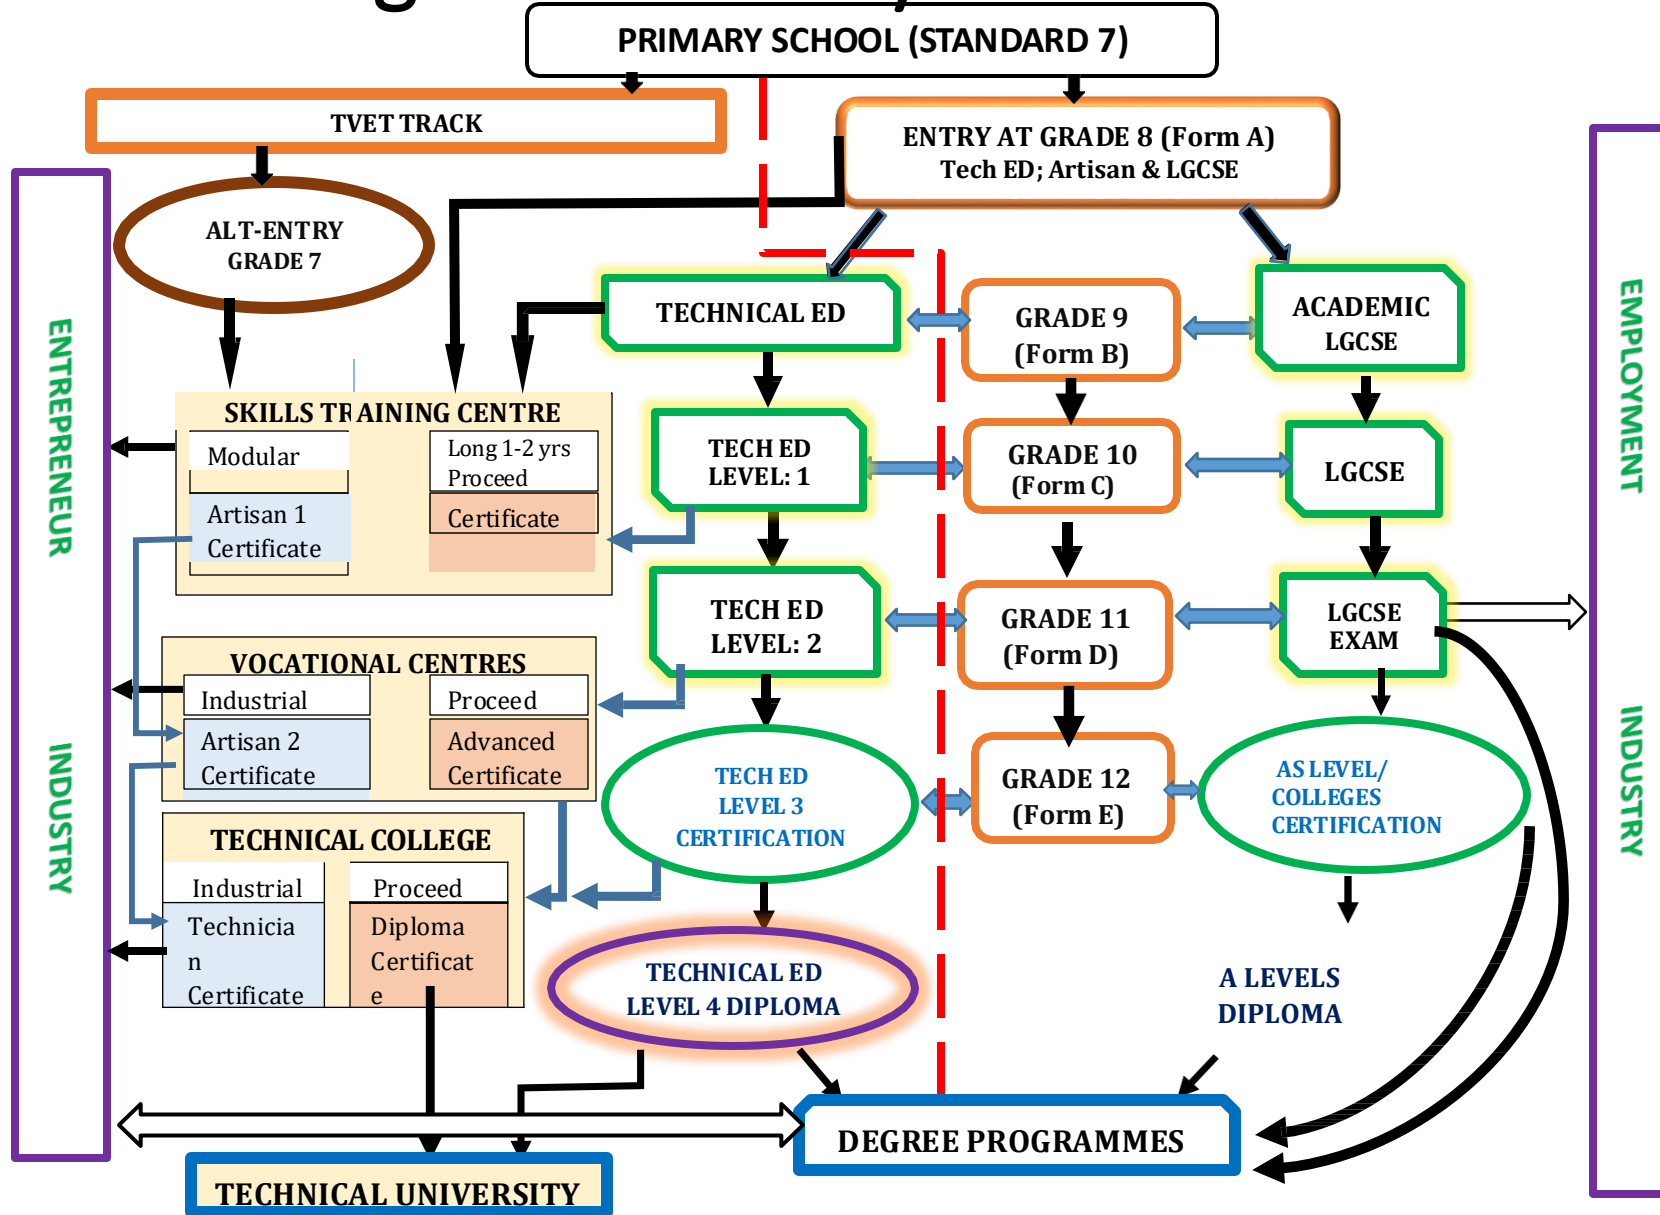 PRIMARY SCHOOL (STANDARD 7)
TVET TRACK
ENTRY AT GRADE 8 (Form A)
Tech ED; Artisan & LGCSE
ALT-ENTRY
GRADE 7
TECHNICAL ED
GRADE 9
(Form B)
ACADEMIC
LGCSE
SKILLS TRAINING CENTRE
Modular
Long 1-2 yrs
Proceed
Artisan 1
Certificate
Certificate
TECH ED
LEVEL: 1
GRADE 10
(Form C)
LGCSE
TECH ED
LEVEL: 2
GRADE 11
(Form D)
LGCSE
EXAM
VOCATIONAL CENTRES
Industrial
Proceed
Artisan 2
Certificate
Advanced
Certificate
TECH ED
LEVEL 3
CERTIFICATION
GRADE 12
(Form E)
AS LEVEL/
COLLEGES
CERTIFICATION
TECHNICAL COLLEGE
Industrial
Proceed
Technicia
n
Certificate
Diploma
Certificat
e
TECHNICAL ED
LEVEL 4 DIPLOMA
A LEVELS
DIPLOMA
DEGREE PROGRAMMES
TECHNICAL UNIVERSITY
ENTREPRENEUR
INDUSTRY
EMPLOYMENT
INDUSTRY